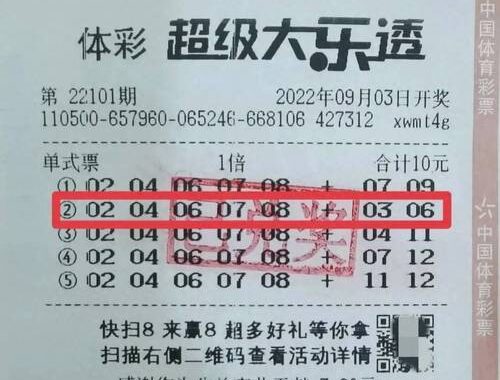 体彩 超级大乐透
第 22101期 2022年09月03日开奖
110500-657960-065246-668106 427312 xwmt4g
单式票 1倍 合计10元
① 02 04 06 07 08 + 07 09
② 02 04 06 07 08 + 03 06
③ 02 04 06 07 08 + 04 11
④ 02 04 06 07 08 + 07 12
⑤ 02 04 06 07 08 + 11 12
已兑奖
快扫8 来赢8 超多好礼等你拿
扫描右侧二维码查看活动详情
中国体育彩票
中国体育彩票